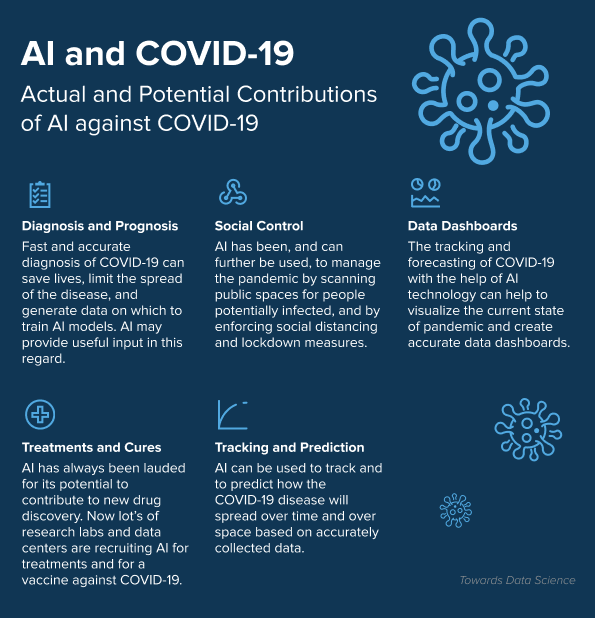 AI and COVID-19
Actual and Potential Contributions
of AI against COVID-19
Diagnosis and Prognosis
Fast and accurate
diagnosis of COVID-19 can
save lives, limit the spread
of the disease, and
generate data on which to
train AI models. AI may
provide useful input in this
regard.
Social Control
AI has been, and can
further be used, to manage
the pandemic by scanning
public spaces for people
potentially infected, and by
enforcing social distancing
and lockdown measures.
Data Dashboards
The tracking and
forecasting of COVID-19
with the help of AI
technology can help to
visualize the current state
of pandemic and create
accurate data dashboards.
Treatments and Cures
AI has always been lauded
for its potential to
contribute to new drug
discovery. Now lot’s of
research labs and data
centers are recruiting AI for
treatments and for a
vaccine against COVID-19.
Tracking and Prediction
AI can be used to track and
to predict how the
COVID-19 disease will
spread over time and over
space based on accurately
collected data.
Towards Data Science